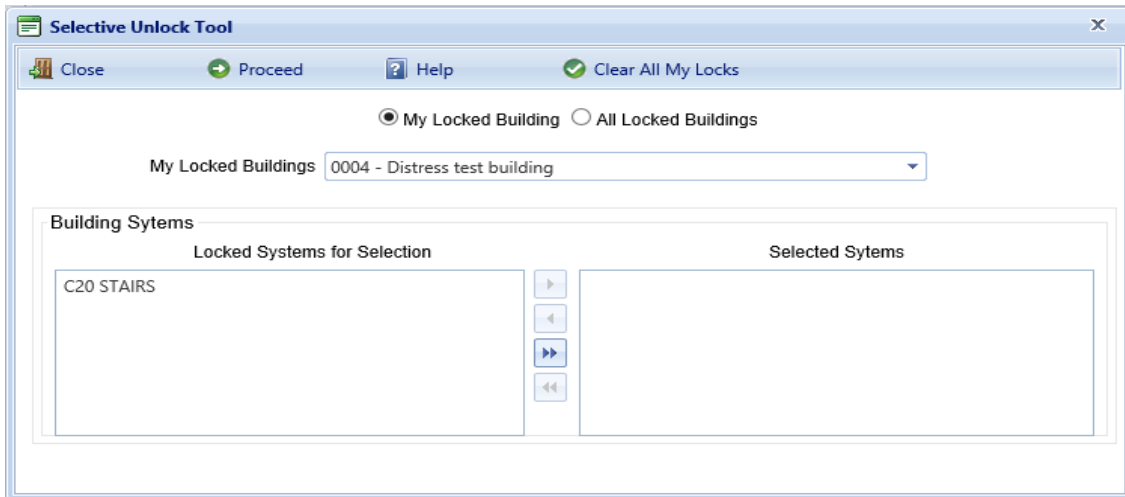 Selective Unlock Tool
Close Proceed Help Clear All My Locks
My Locked Building All Locked Buildings
My Locked Buildings 0004 - Distress test building
Building Sytems
Locked Systems for Selection Selected Sytems
C20 STAIRS